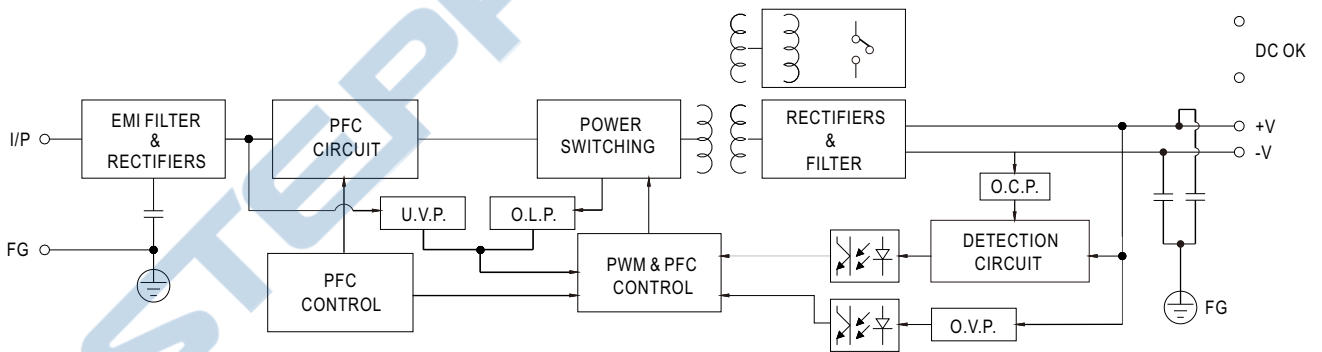 DC OK
I/P
EMI FILTER
&
RECTIFIERS
PFC
CIRCUIT
POWER
SWITCHING
RECTIFIERS
&
FILTER
+V
-V
U.V.P.
O.L.P.
O.C.P.
FG
PFC
CONTROL
PWM & PFC
CONTROL
DETECTION
CIRCUIT
O.V.P.
FG
STEPP